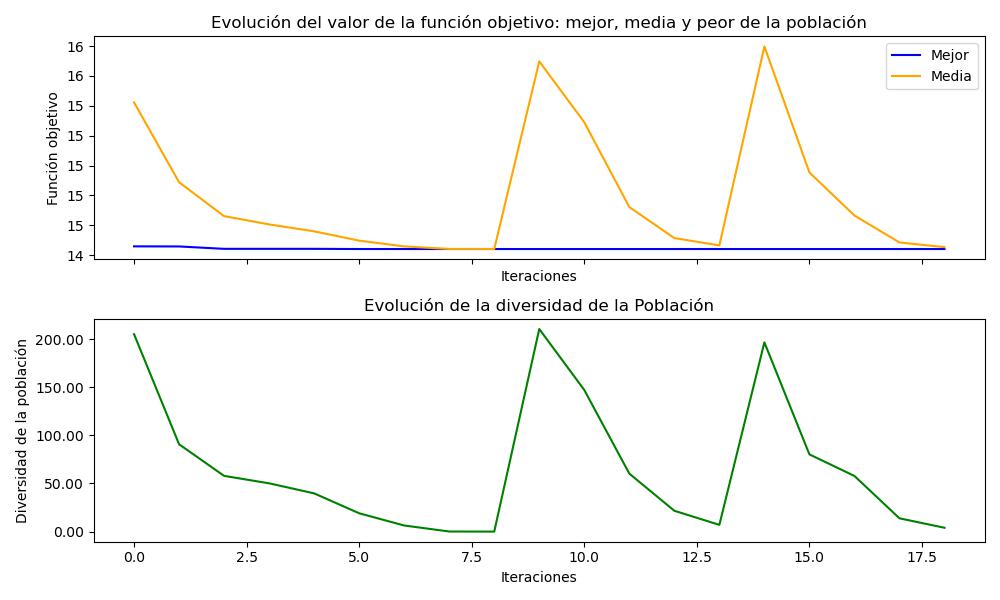 Evolución del valor de la función objetivo: mejor, media y peor de la población
16
16
15
15
15
15
15
14
Función objetivo
Mejor
Media
Iteraciones
Evolución de la diversidad de la Población
200.00
150.00
100.00
50.00
0.00
Diversidad de la población
0.0 2.5 5.0 7.5 10.0 12.5 15.0 17.5
Iteraciones